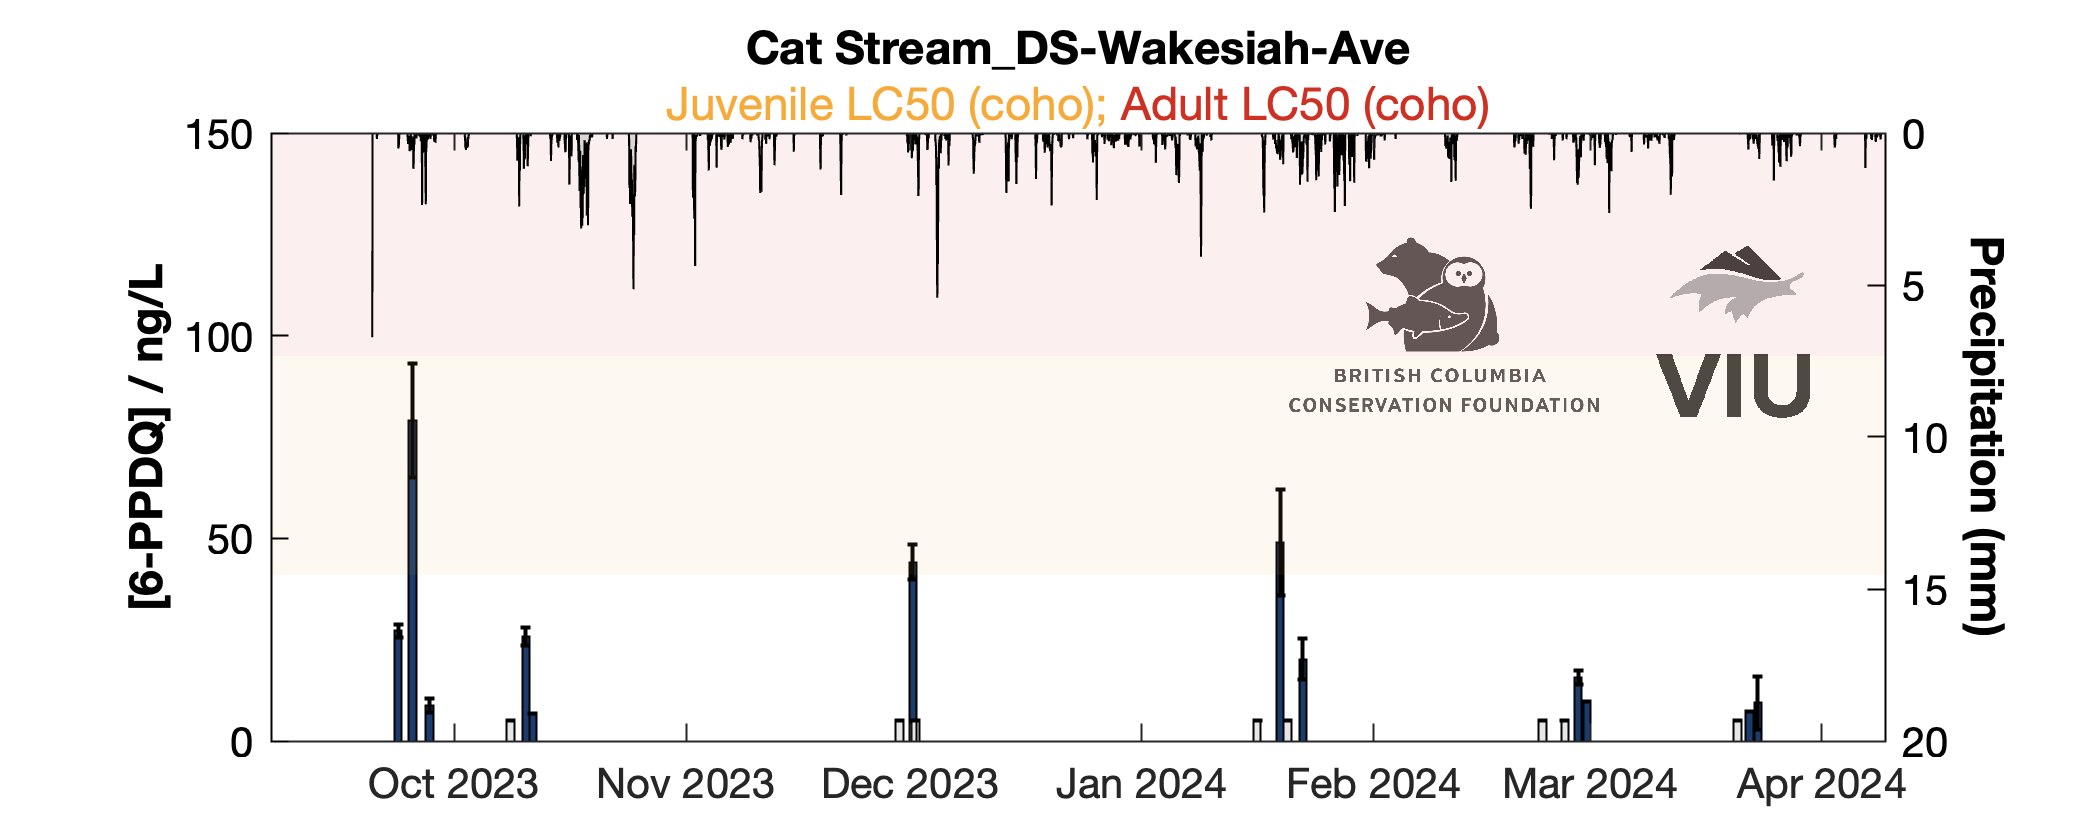 Cat Stream_DS-Wakesiah-Ave
Juvenile LC50 (coho); Adult LC50 (coho)
150
100
50
0
[6-PPDQ] / ng/L
0
5
10
15
20
Precipitation (mm)
BRITISH COLUMBIA
CONSERVATION FOUNDATION
VIU
Oct 2023
Nov 2023
Dec 2023
Jan 2024
Feb 2024
Mar 2024
Apr 2024